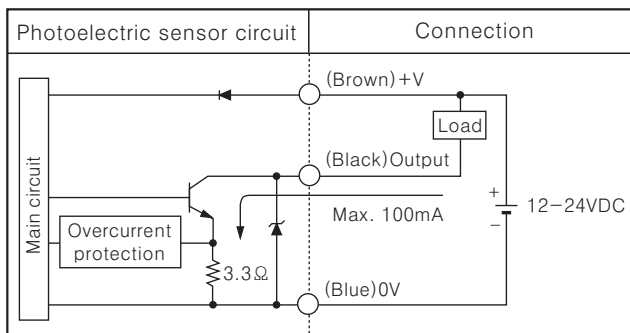 Photoelectric sensor circuit
Connection
(Brown)+V
Load
(Black)Output
Main circuit
Max. 100mA
+
12-24VDC
-
Overcurrent
protection
3.3Ω
(Blue)0V